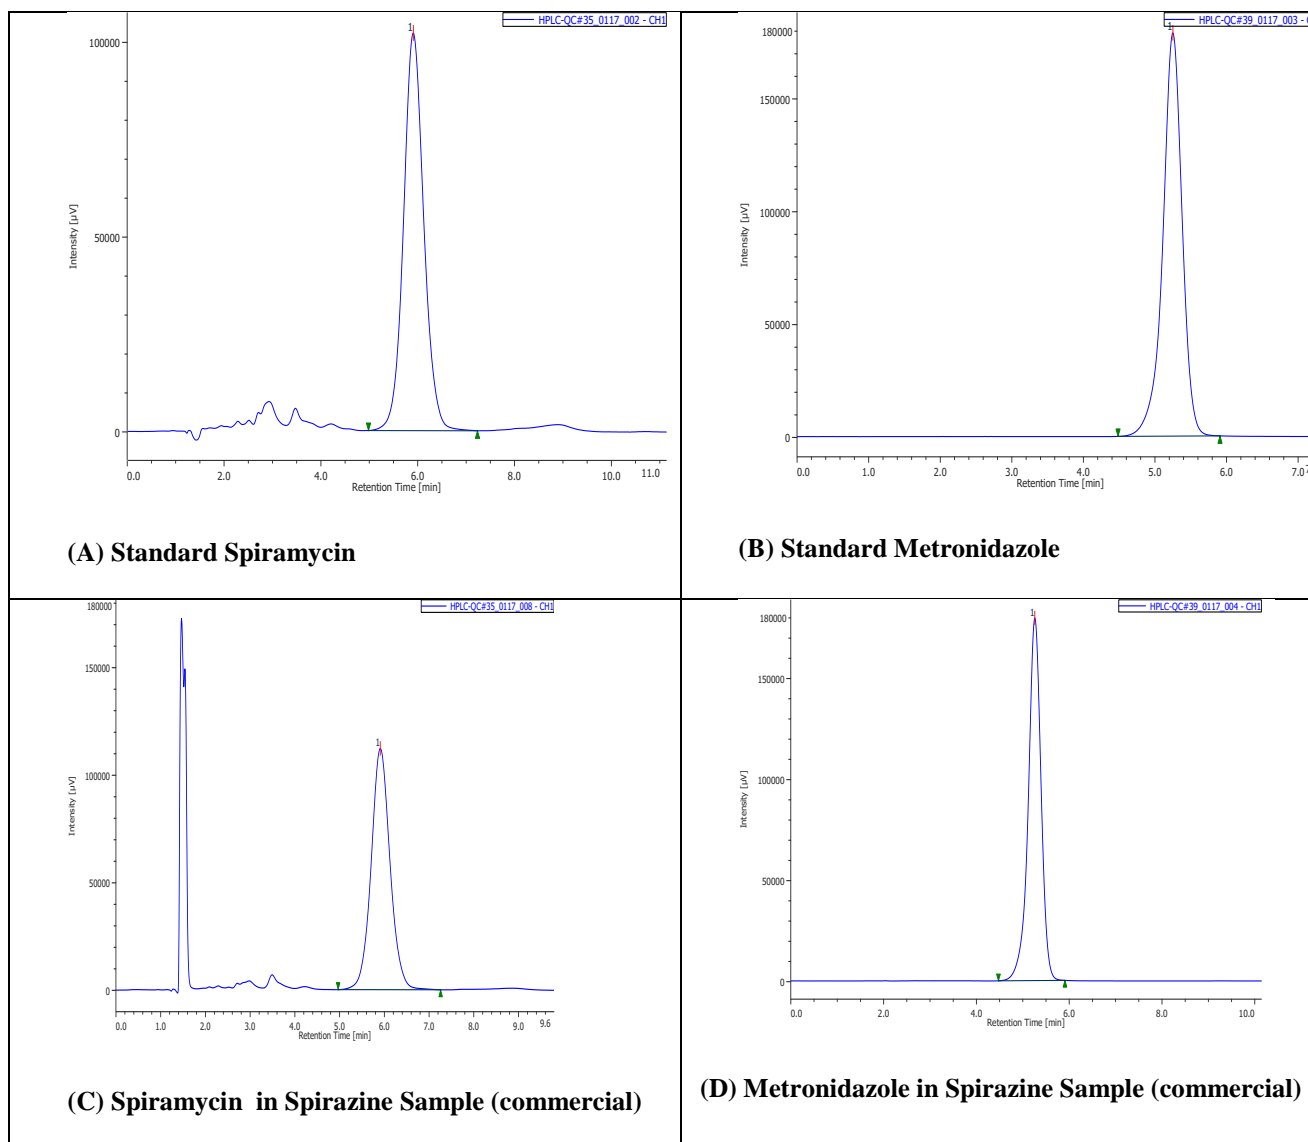 HPLC-QC#35_0117_002 - CH1
1
100000
50000
0
Intensity [µV]
0.0 2.0 4.0 6.0 8.0 10.0 11.0
Retention Time [min]
(A) Standard Spiramycin
HPLC-QC#39_0117_003 - C
1
180000
150000
100000
50000
0
Intensity [µV]
0.0 1.0 2.0 3.0 4.0 5.0 6.0 7.0
Retention Time [min]
(B) Standard Metronidazole
HPLC-QC#35_0117_008 - CH1
1
180000
150000
100000
50000
0
Intensity [µV]
0.0 1.0 2.0 3.0 4.0 5.0 6.0 7.0 8.0 9.0 9.6
Retention Time [min]
(C) Spiramycin in Spirazine Sample (commercial)
HPLC-QC#39_0117_004 - CH1
1
180000
150000
100000
50000
0
Intensity [µV]
0.0 2.0 4.0 6.0 8.0 10.0
Retention Time [min]
(D) Metronidazole in Spirazine Sample (commercial)